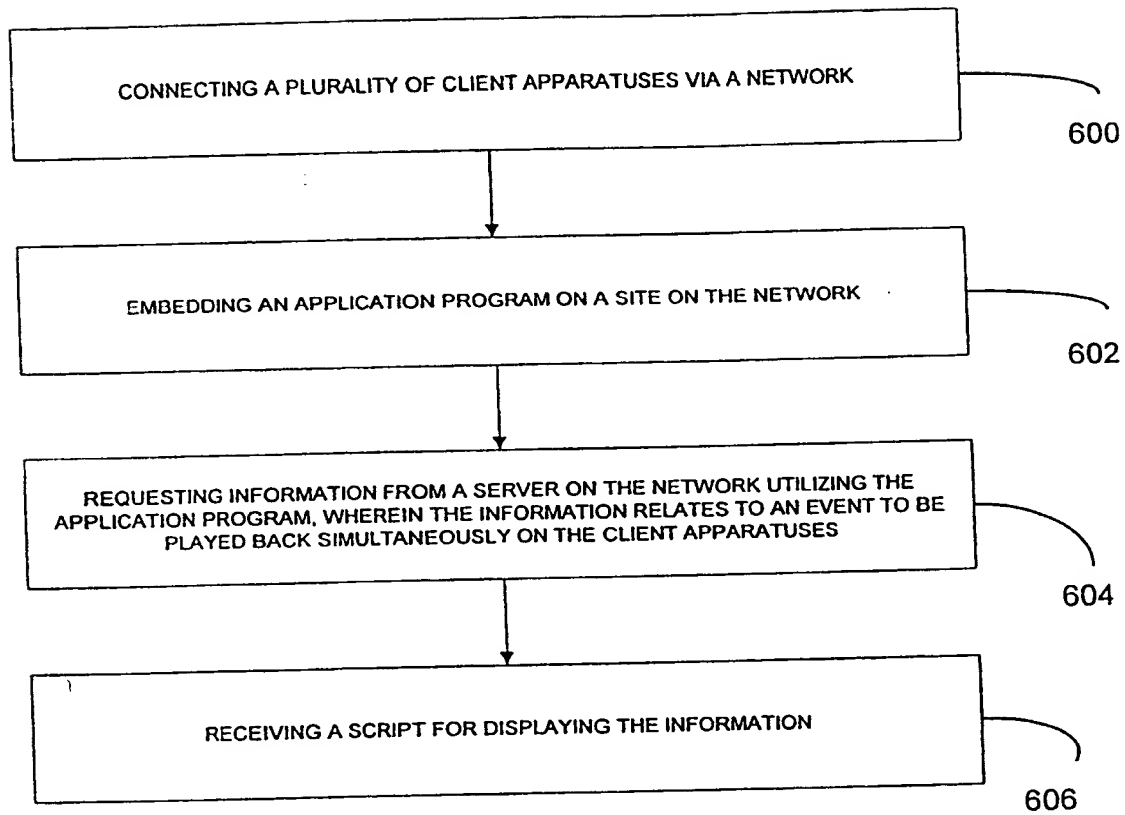 CONNECTING A PLURALITY OF CLIENT APPARATUSES VIA A NETWORK
600
EMBEDDING AN APPLICATION PROGRAM ON A SITE ON THE NETWORK
602
REQUESTING INFORMATION FROM A SERVER ON THE NETWORK UTILIZING THE
APPLICATION PROGRAM, WHEREIN THE INFORMATION RELATES TO AN EVENT TO BE
PLAYED BACK SIMULTANEOUSLY ON THE CLIENT APPARATUSES
604
RECEIVING A SCRIPT FOR DISPLAYING THE INFORMATION
606